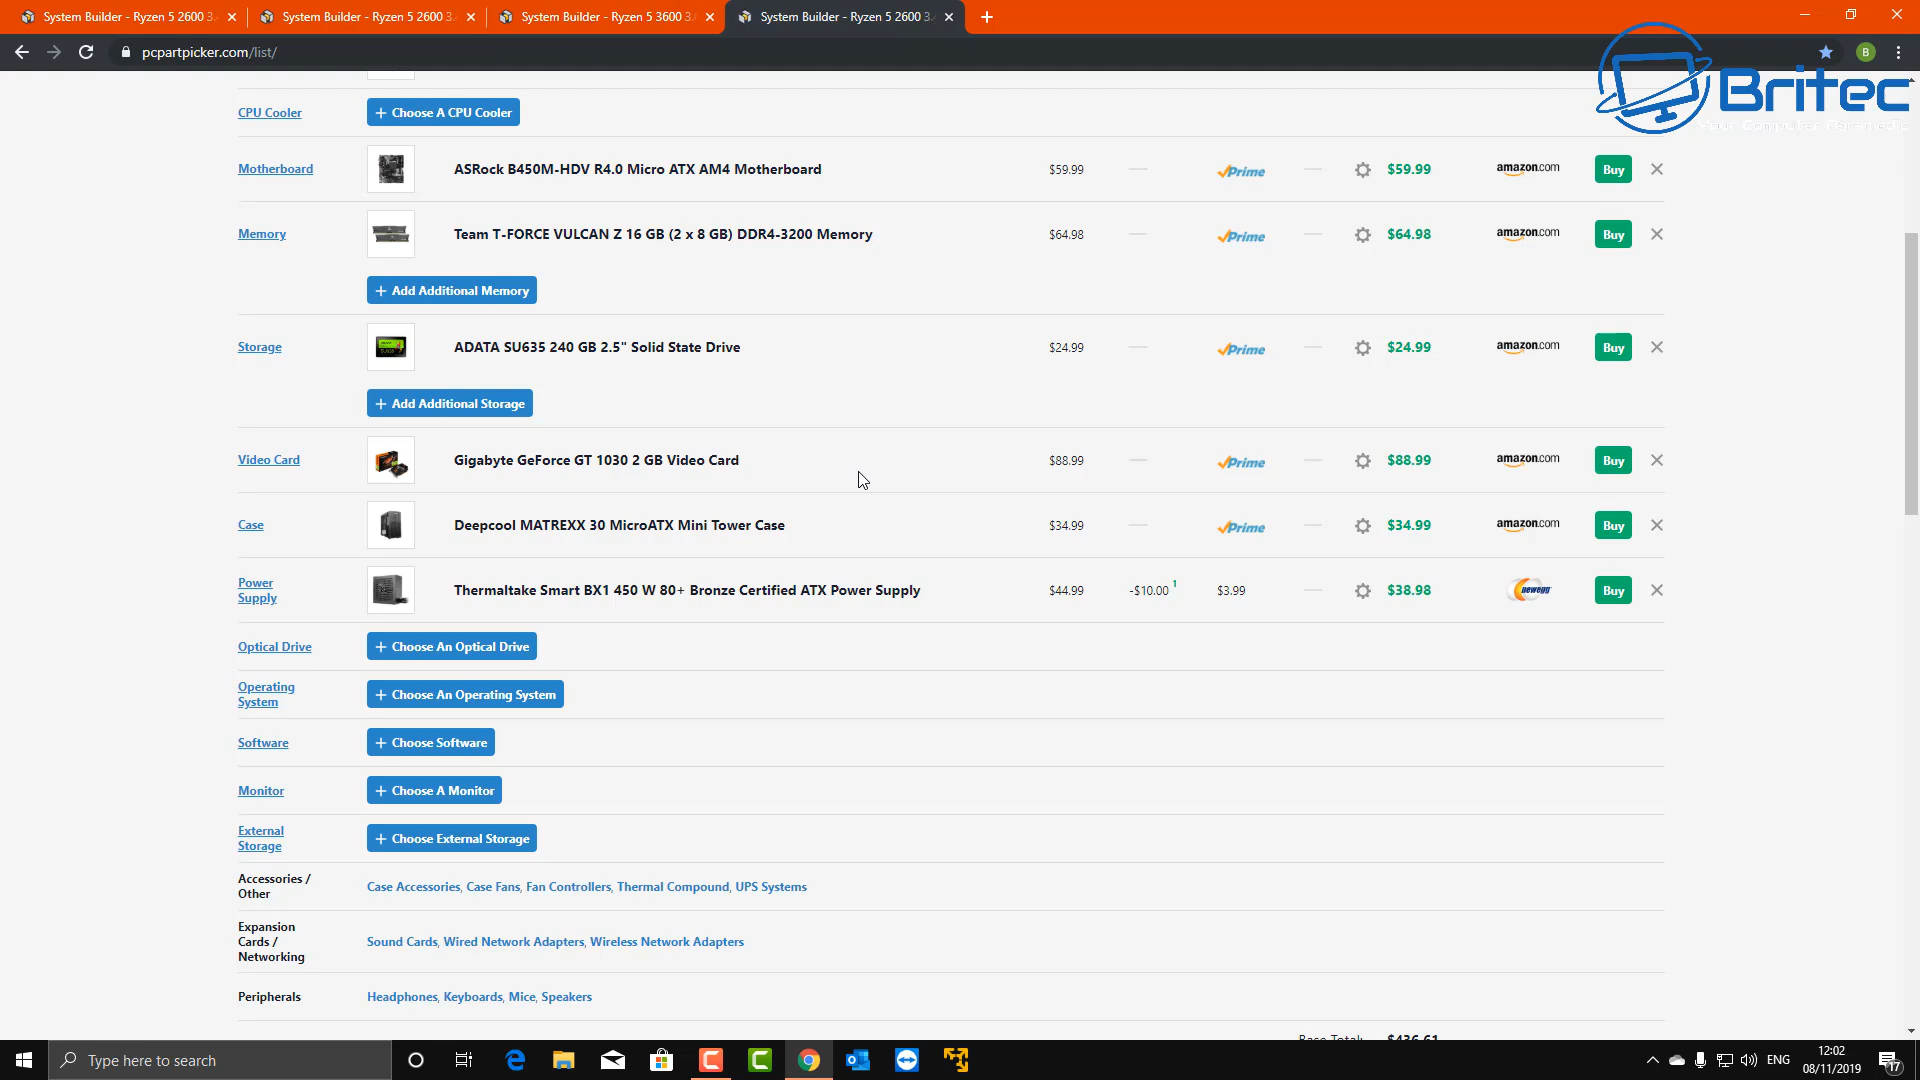 System Builder - Ryzen 5 2600 3.
System Builder - Ryzen 5 2600 3.
System Builder - Ryzen 5 3600 3.
System Builder - Ryzen 5 2600 3.
pcpartpicker.com/list/
B
Britec
CPU Cooler
+ Choose A CPU Cooler
Motherboard
ASRock B450M-HDV R4.0 Micro ATX AM4 Motherboard
$59.99
Prime
$59.99
amazon.com
Buy
Memory
Team T-FORCE VULCAN Z 16 GB (2 x 8 GB) DDR4-3200 Memory
$64.98
Prime
$64.98
amazon.com
Buy
+ Add Additional Memory
Storage
ADATA SU635 240 GB 2.5" Solid State Drive
$24.99
Prime
$24.99
amazon.com
Buy
+ Add Additional Storage
Video Card
Gigabyte GeForce GT 1030 2 GB Video Card
$88.99
Prime
$88.99
amazon.com
Buy
Case
Deepcool MATREXX 30 MicroATX Mini Tower Case
$34.99
Prime
$34.99
amazon.com
Buy
Power
Supply
Thermaltake Smart BX1 450 W 80+ Bronze Certified ATX Power Supply
$44.99
-$10.00 1
$3.99
$38.98
newegg
Buy
Optical Drive
+ Choose An Optical Drive
Operating
System
+ Choose An Operating System
Software
+ Choose Software
Monitor
+ Choose A Monitor
External
Storage
+ Choose External Storage
Accessories /
Other
Case Accessories, Case Fans, Fan Controllers, Thermal Compound, UPS Systems
Expansion
Cards /
Networking
Sound Cards, Wired Network Adapters, Wireless Network Adapters
Peripherals
Headphones, Keyboards, Mice, Speakers
Base Total: $436.61
Type here to search
ENG
12:02
08/11/2019
17